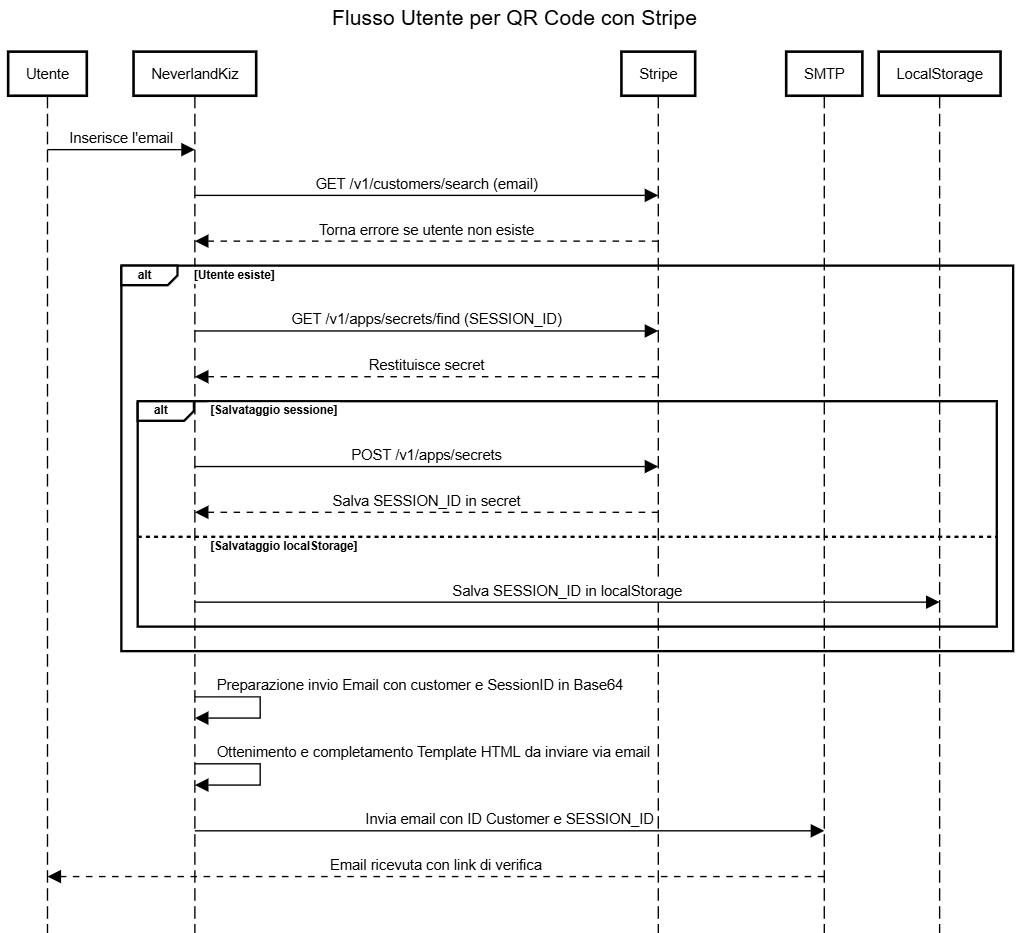 Flusso Utente per QR Code con Stripe
Utente
NeverlandKiz
Stripe
SMTP
LocalStorage
Inserisce l'email
GET /v1/customers/search (email)
Torna errore se utente non esiste
alt
[Utente esiste]
GET /v1/apps/secrets/find (SESSION_ID)
Restituisce secret
alt
[Salvataggio sessione]
POST /v1/apps/secrets
Salva SESSION_ID in secret
[Salvataggio localStorage]
Salva SESSION_ID in localStorage
Preparazione invio Email con customer e SessionID in Base64
Ottenimento e completamento Template HTML da inviare via email
Invia email con ID Customer e SESSION_ID
Email ricevuta con link di verifica